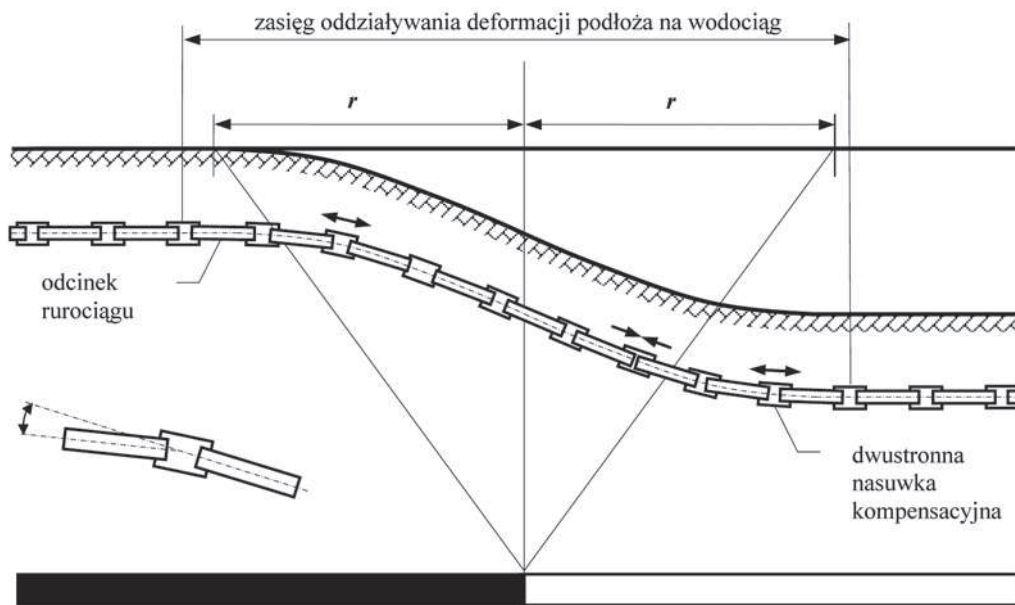 zasięg oddziaływania deformacji podłoża na wodociąg
r
r
odcinek
rurociągu
dwustronna
nasuwka
kompensacyjna